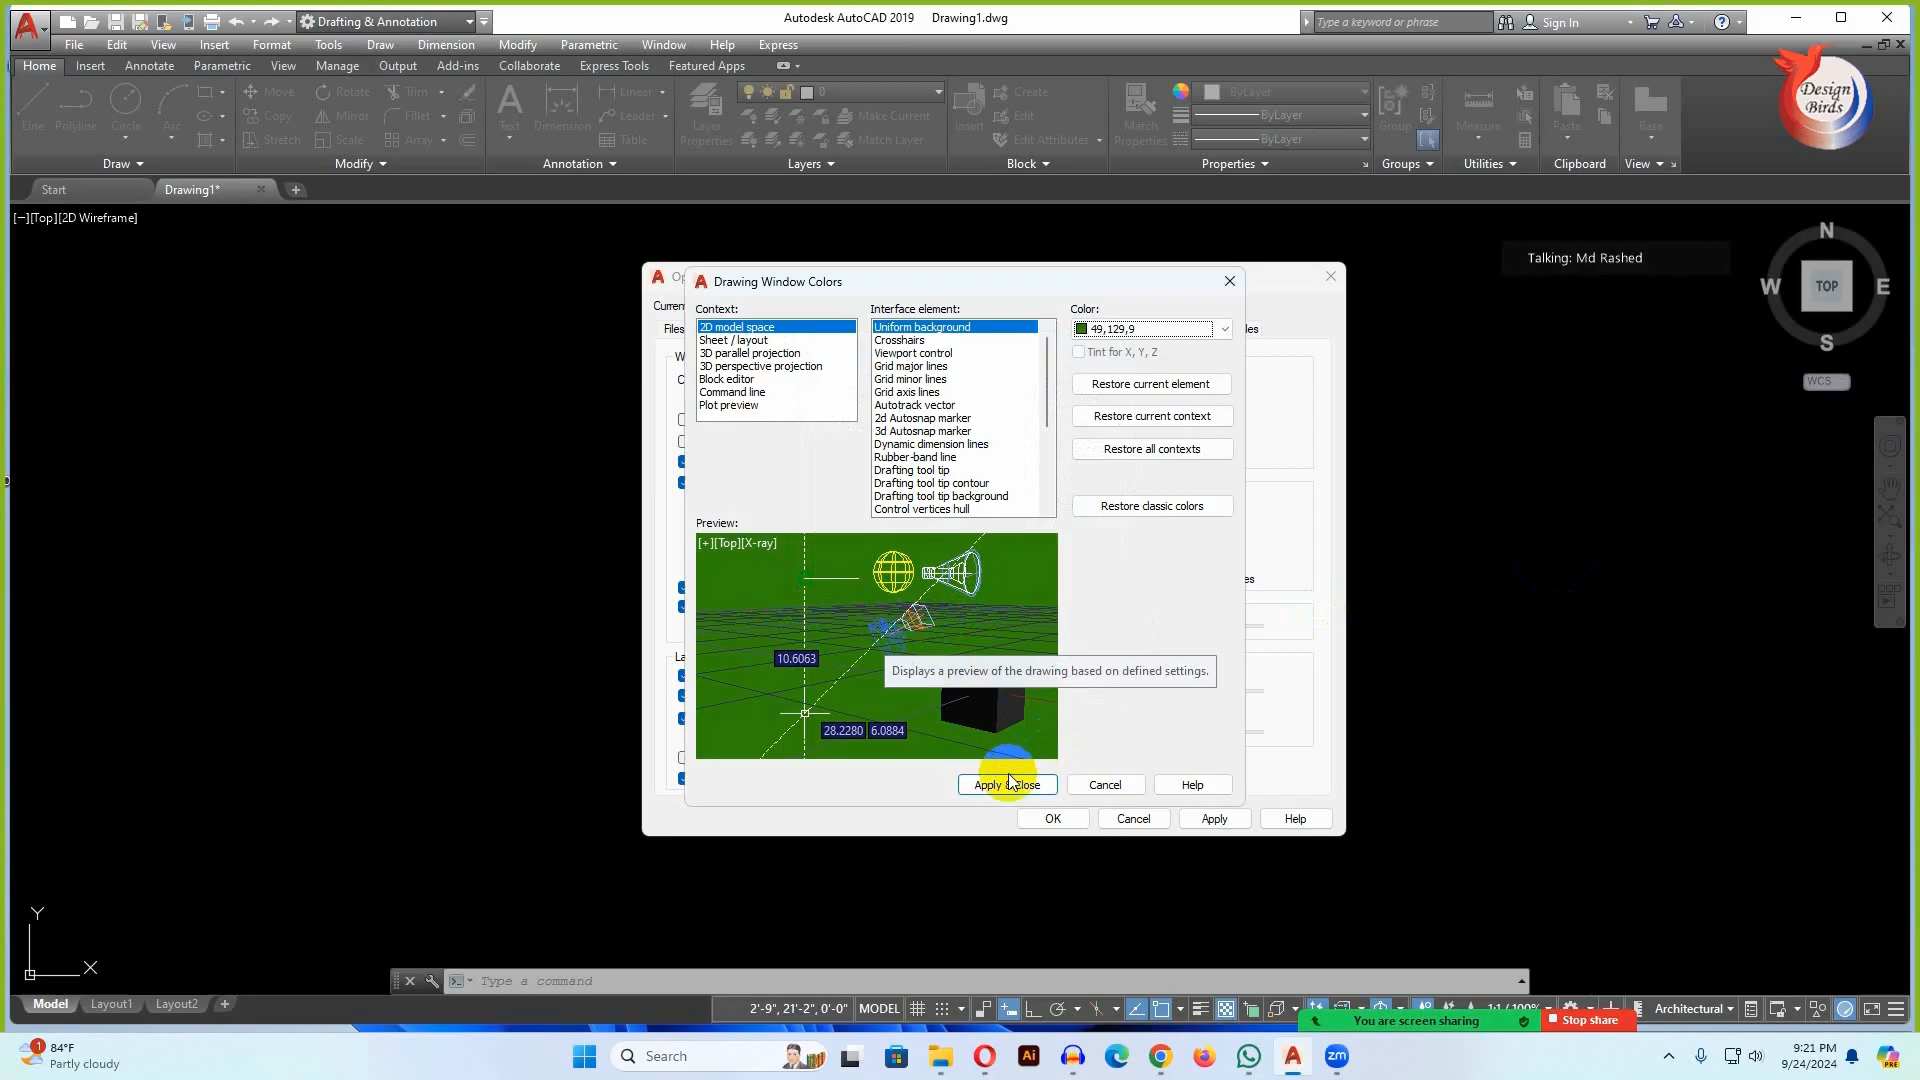 Drafting & Annotation
Autodesk AutoCAD 2019 Drawing1.dwg
Type a keyword or phrase
Sign In
File Edit View Insert Format Tools Draw Dimension Modify Parametric Window Help Express
Home Insert Annotate Parametric View Manage Output Add-ins Collaborate Express Tools Featured Apps
Line Polyline Circle Arc
Move Rotate Trim
Copy Mirror Fillet
Stretch Scale Array
Text Dimension
Linear
Leader
Table
Layer Properties
0
Make Current
Match Layer
Insert
Create
Edit
Edit Attributes
Match Properties
ByLayer
ByLayer
ByLayer
Group
Measure
Paste
Base
Draw Modify Annotation Layers Block Properties Groups Utilities Clipboard View
Design
Birds
Start Drawing1*
[−][Top][2D Wireframe]
Talking: Md Rashed
N
W TOP E
S
WCS
Drawing Window Colors
Context:
2D model space
Sheet / layout
3D parallel projection
3D perspective projection
Block editor
Command line
Plot preview
Interface element:
Uniform background
Crosshairs
Viewport control
Grid major lines
Grid minor lines
Grid axis lines
Autotrack vector
2d Autosnap marker
3d Autosnap marker
Dynamic dimension lines
Rubber-band line
Drafting tool tip
Drafting tool tip contour
Drafting tool tip background
Control vertices hull
Color:
49,129,9
Tint for X, Y, Z
Restore current element
Restore current context
Restore all contexts
Restore classic colors
Preview:
[+][Top][X-ray]
10.6063
28.2280 6.0884
Displays a preview of the drawing based on defined settings.
Apply & Close Cancel Help
OK Cancel Apply Help
Files
Y
X
Type a command
Model Layout1 Layout2
2'-9", 21'-2", 0'-0" MODEL
1:1 / 100%
Architectural
You are screen sharing
Stop share
1
84°F
Partly cloudy
Search
Ai
zm
9:21 PM
9/24/2024
PRE